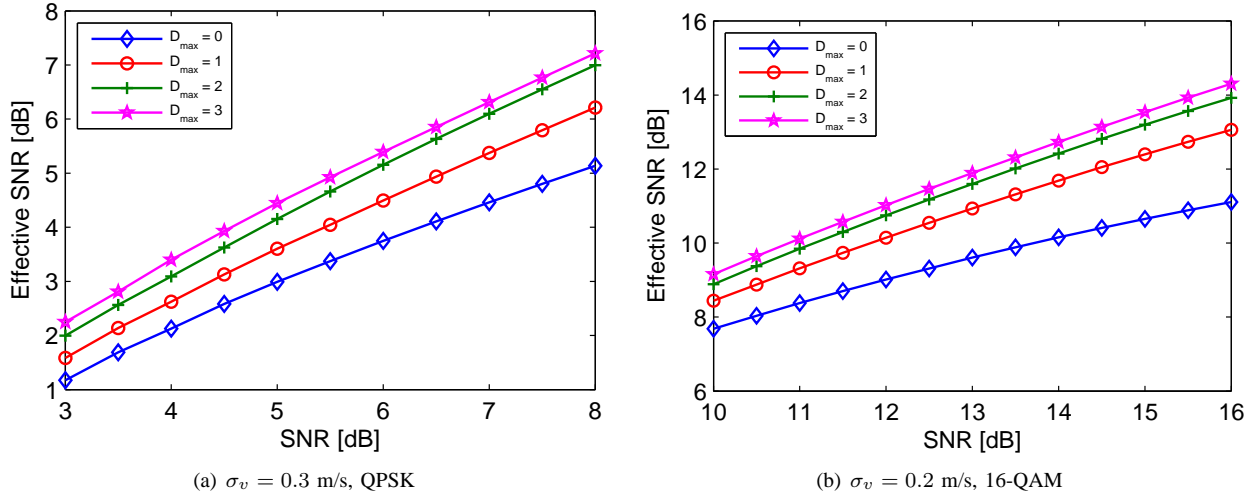 8
7
6
5
4
3
2
1
Effective SNR [dB]
D_max = 0
D_max = 1
D_max = 2
D_max = 3
3 4 5 6 7 8
SNR [dB]
(a) σ_v = 0.3 m/s, QPSK
16
14
12
10
8
6
Effective SNR [dB]
D_max = 0
D_max = 1
D_max = 2
D_max = 3
10 11 12 13 14 15 16
SNR [dB]
(b) σ_v = 0.2 m/s, 16-QAM